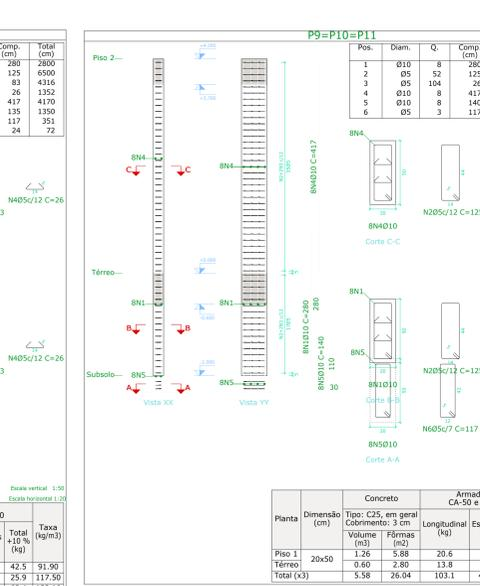 P9=P10=P11
Comp. (cm) Total (cm)
280 2800
125 6500
83 4316
26 1352
417 4170
135 1350
117 351
24 72
N4Ø5c/12 C=26
N4Ø5c/12 C=26
Escala vertical 1:50
Escala horizontal 1:20
Total +10 % (kg) Taxa (kg/m3)
42.5 91.90
25.9 117.50
Piso 2
8N4
C C
Térreo
8N1
B B
Subsolo
8N5
A A
Vista XX
8N4
8N1
8N5
Vista YY
8N4Ø10 C=417
8N1Ø10 C=280
280
8N5Ø10 C=140
110
30
Pos. Diam. Q. Comp. (cm)
1 Ø10 8 280
2 Ø5 52 125
3 Ø5 104 26
4 Ø10 8 417
5 Ø10 8 140
6 Ø5 3 117
8N4
8N4Ø10
Corte C-C
N2Ø5c/12 C=125
8N1
8N5
8N1Ø10
Corte B-B
N2Ø5c/12 C=125
8N5Ø10
Corte A-A
N6Ø5c/7 C=117
Planta Dimensão (cm) Concreto
Tipo: C25, em geral
Cobrimento: 3 cm
Volume (m3) Fôrmas (m2)
CA-50 e
Longitudinal (kg)
Piso 1 20x50 1.26 5.88 20.6
Térreo 0.60 2.80 13.8
Total (x3) 5.58 26.04 103.1